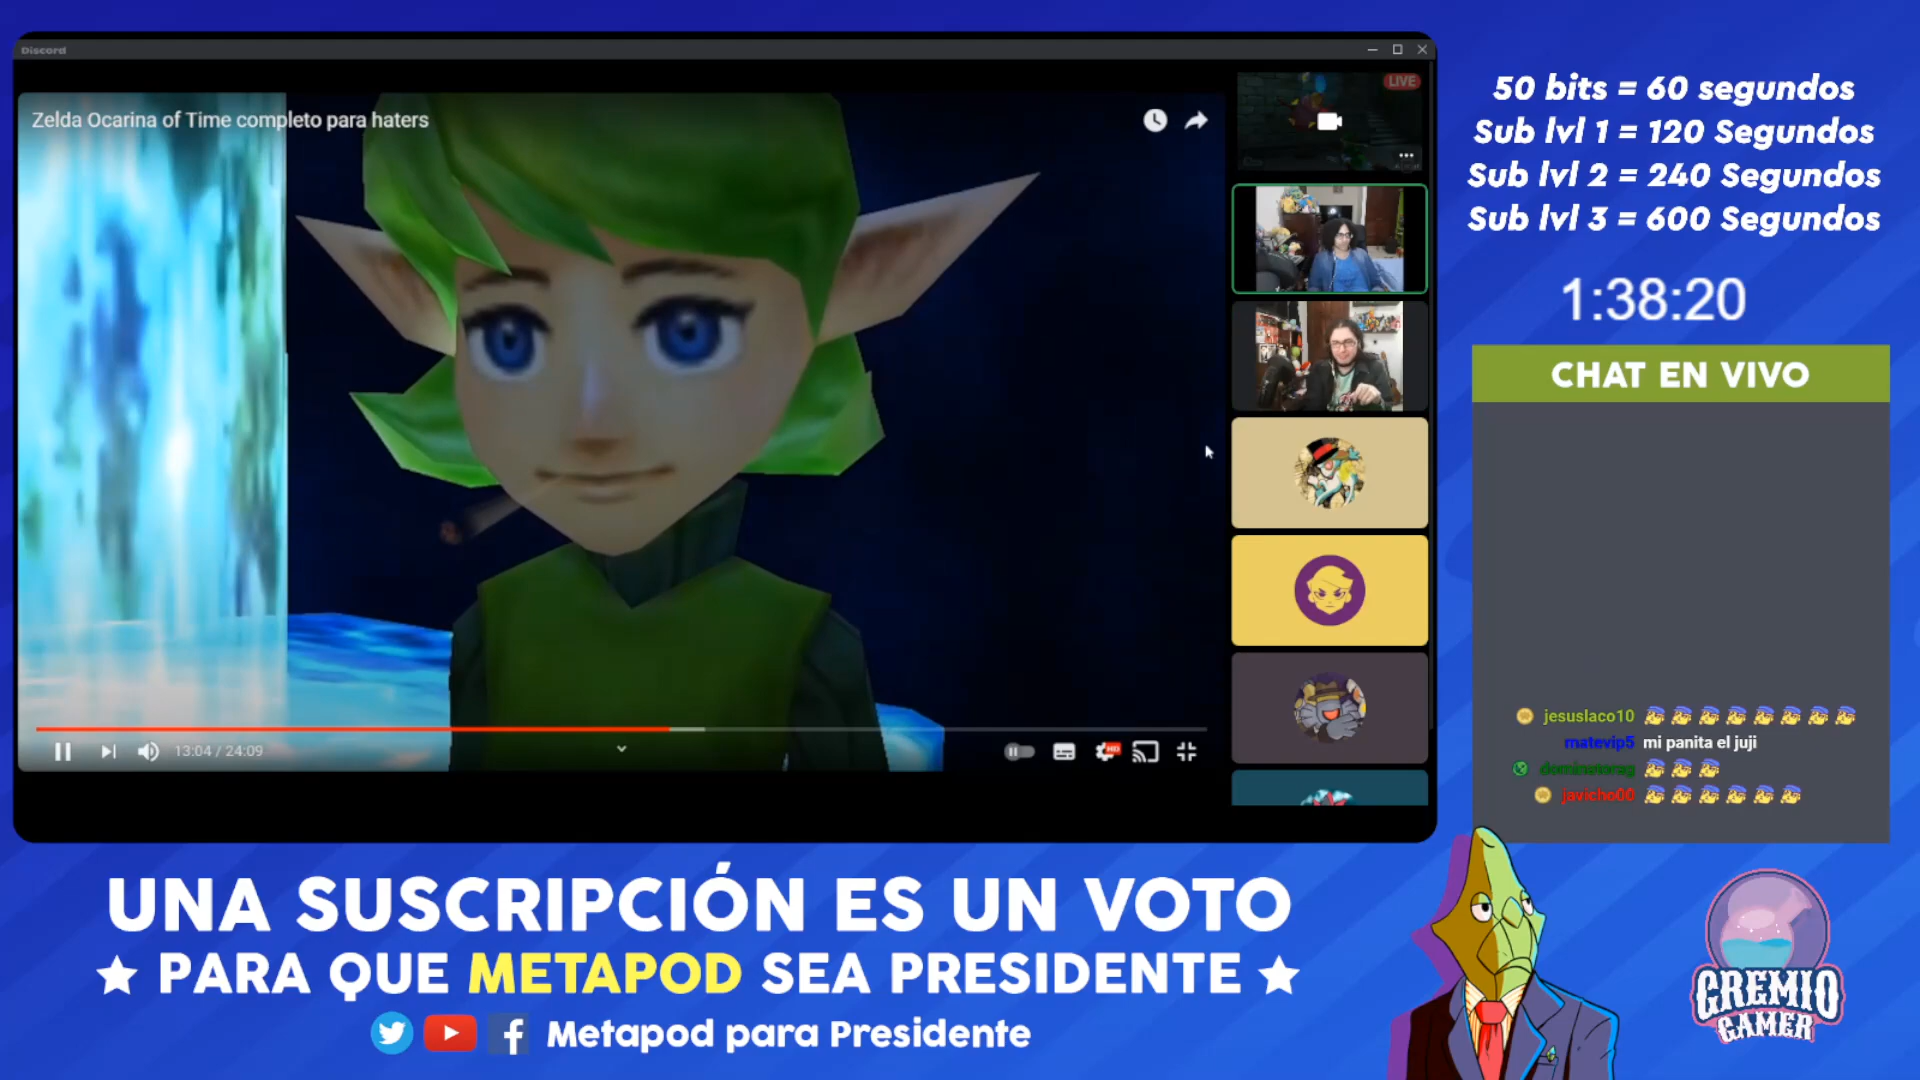 Discord
LIVE
Zelda Ocarina of Time completo para haters
13:04 / 24:09
HD
50 bits = 60 segundos
Sub lvl 1 = 120 Segundos
Sub lvl 2 = 240 Segundos
Sub lvl 3 = 600 Segundos
1:38:20
CHAT EN VIVO
jesuslaco10
matevip5 mi panita el juji
javicho00
UNA SUSCRIPCIÓN ES UN VOTO
★ PARA QUE METAPOD SEA PRESIDENTE ★
Metapod para Presidente
GREMIO
GAMER